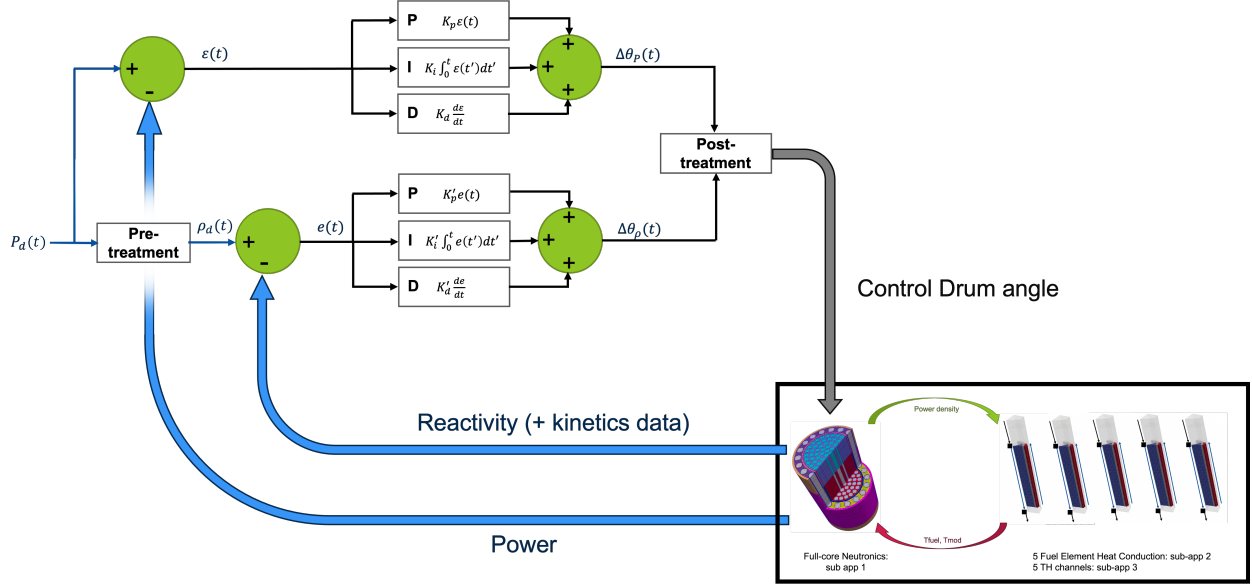 ε(t)
+
-
P K_p ε(t)
I K_i ∫_0^t ε(t′)dt′
D K_d dε/dt
+
+
+
Δθ_P(t)
Post-
treatment
P_d(t)
Pre-
treatment
ρ_d(t)
+
-
e(t)
P K′_p e(t)
I K′_i ∫_0^t e(t′)dt′
D K′_d de/dt
+
+
+
Δθ_ρ(t)
Control Drum angle
Reactivity (+ kinetics data)
Power
Power density
Tfuel, Tmod
Full-core Neutronics:
sub app 1
5 Fuel Element Heat Conduction: sub-app 2
5 TH channels: sub-app 3